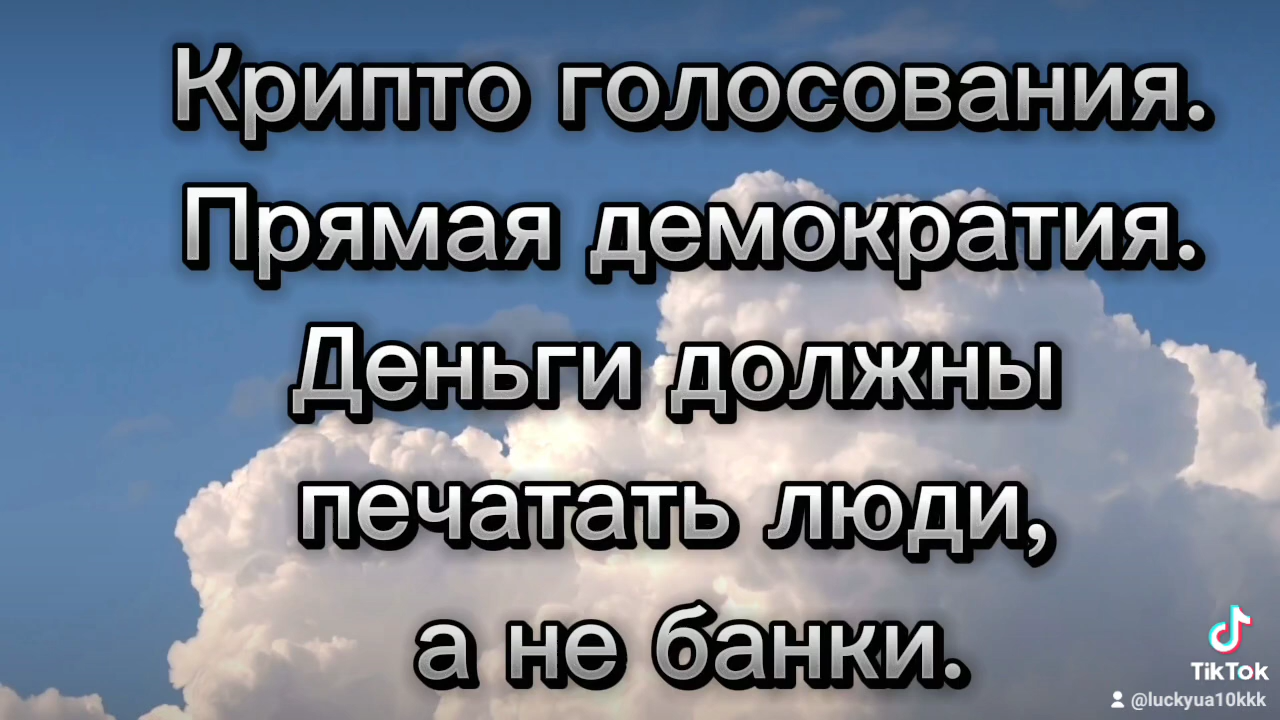 Крипто голосования.
Прямая демократия.
Деньги должны
печатать люди,
а не банки.
TikTok
@luckyua10kkk